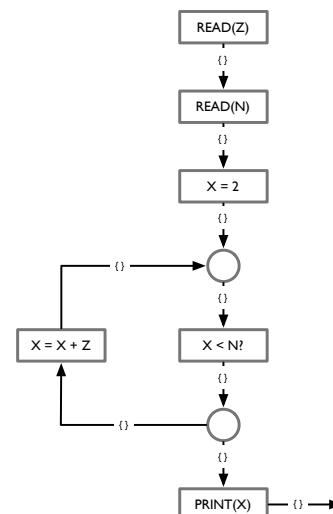 READ(Z)
{ }
READ(N)
{ }
X = 2
{ }
{ }
{ }
X = X + Z
X < N?
{ }
{ }
{ }
PRINT(X)
{ }